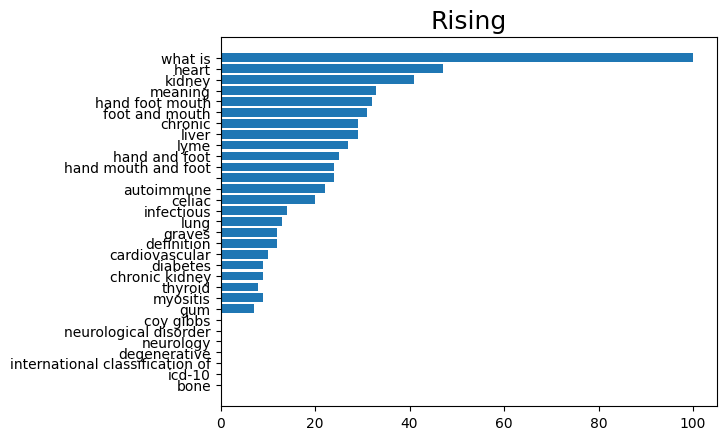 Rising
what is
heart
kidney
meaning
hand foot mouth
foot and mouth
chronic
liver
lyme
hand and foot
hand mouth and foot
autoimmune
celiac
infectious
lung
graves
definition
cardiovascular
diabetes
chronic kidney
thyroid
myositis
gum
coy gibbs
neurological disorder
neurology
degenerative
international classification of
icd-10
bone
0 20 40 60 80 100